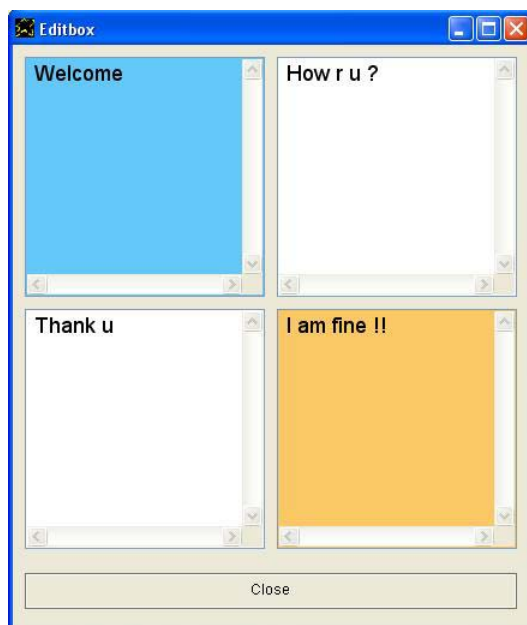 Editbox
Welcome
How r u ?
Thank u
I am fine !!
Close